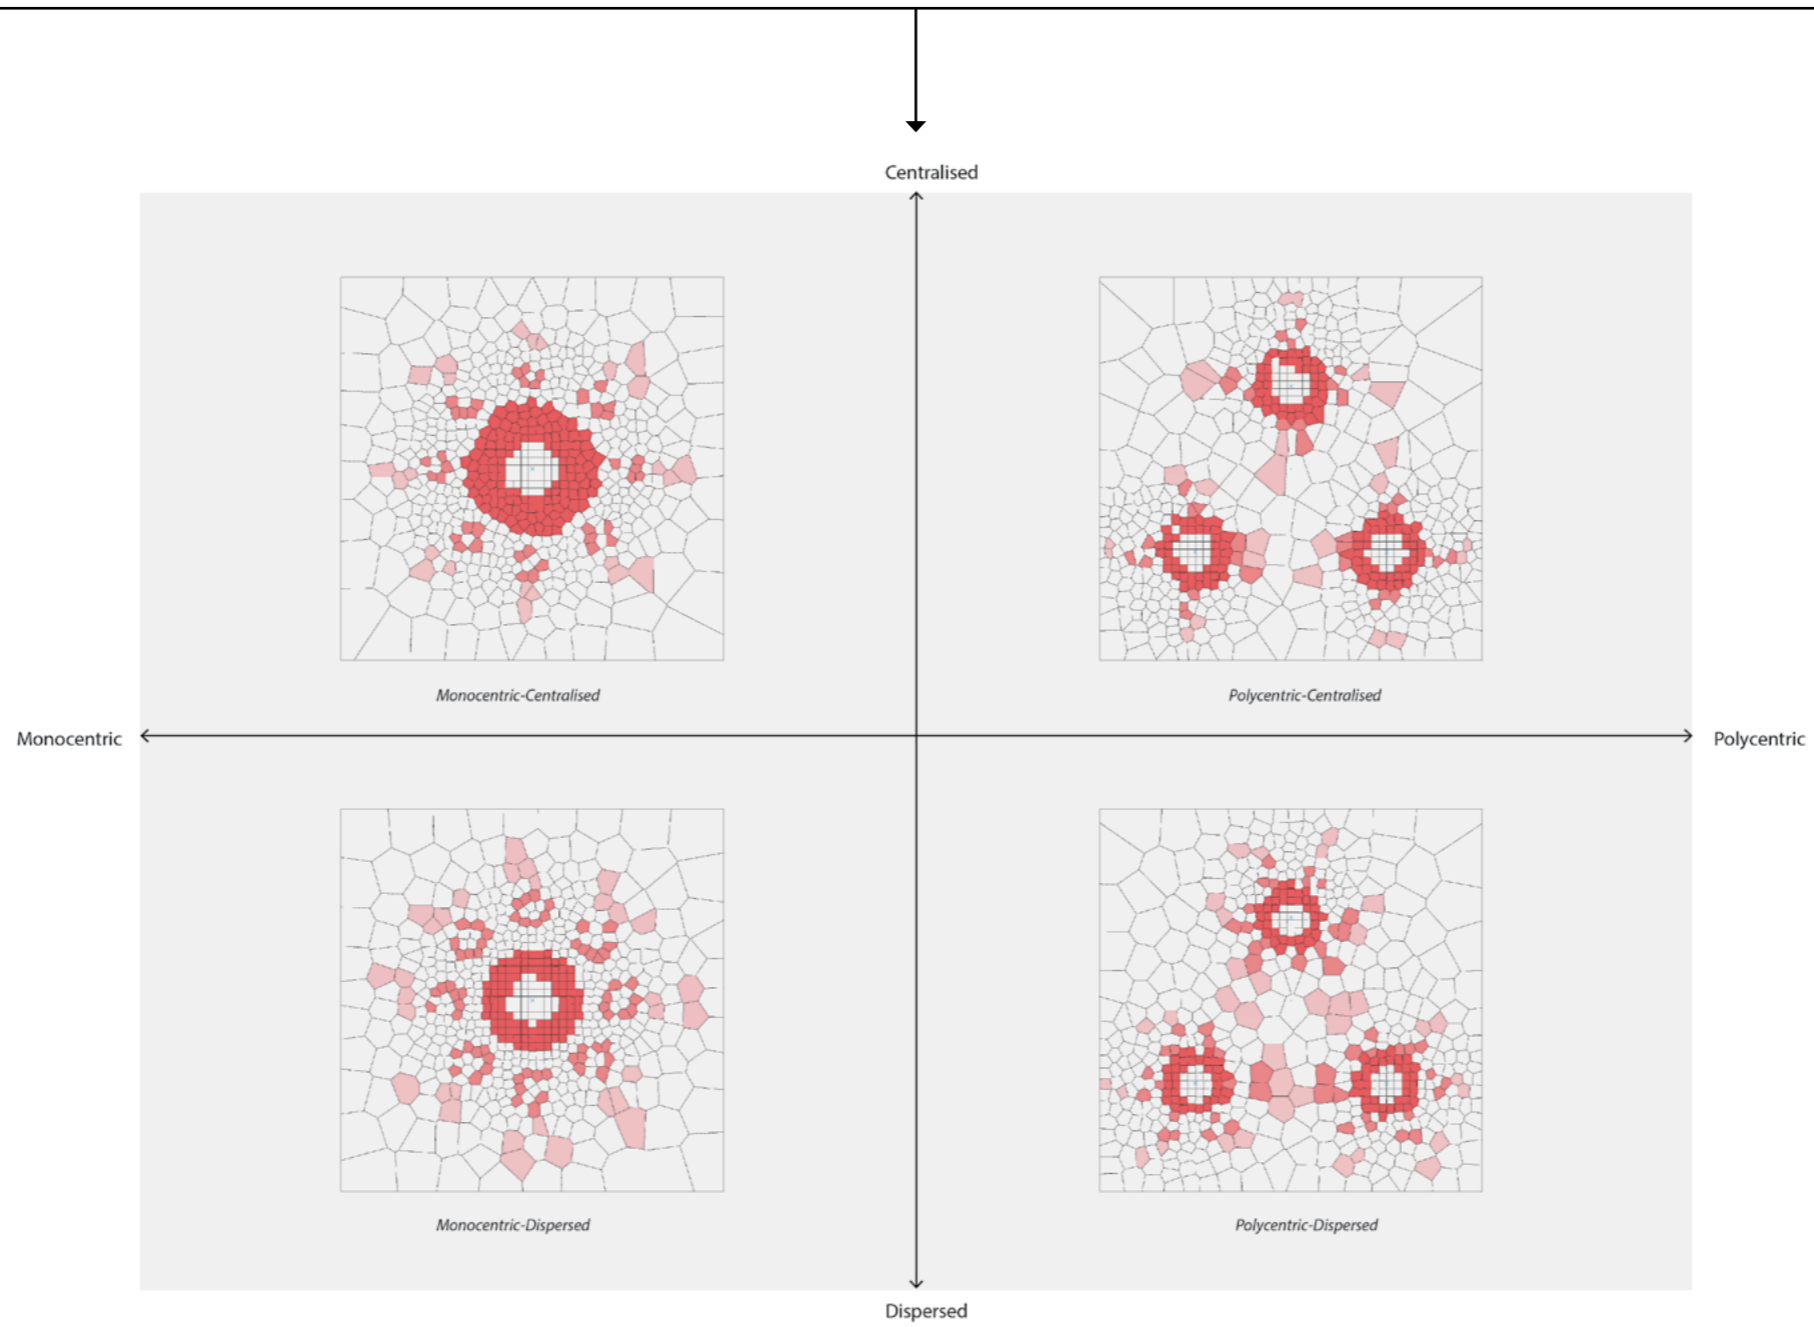 Centralised
Monocentric-Centralised
Polycentric-Centralised
Monocentric
Polycentric
Monocentric-Dispersed
Polycentric-Dispersed
Dispersed